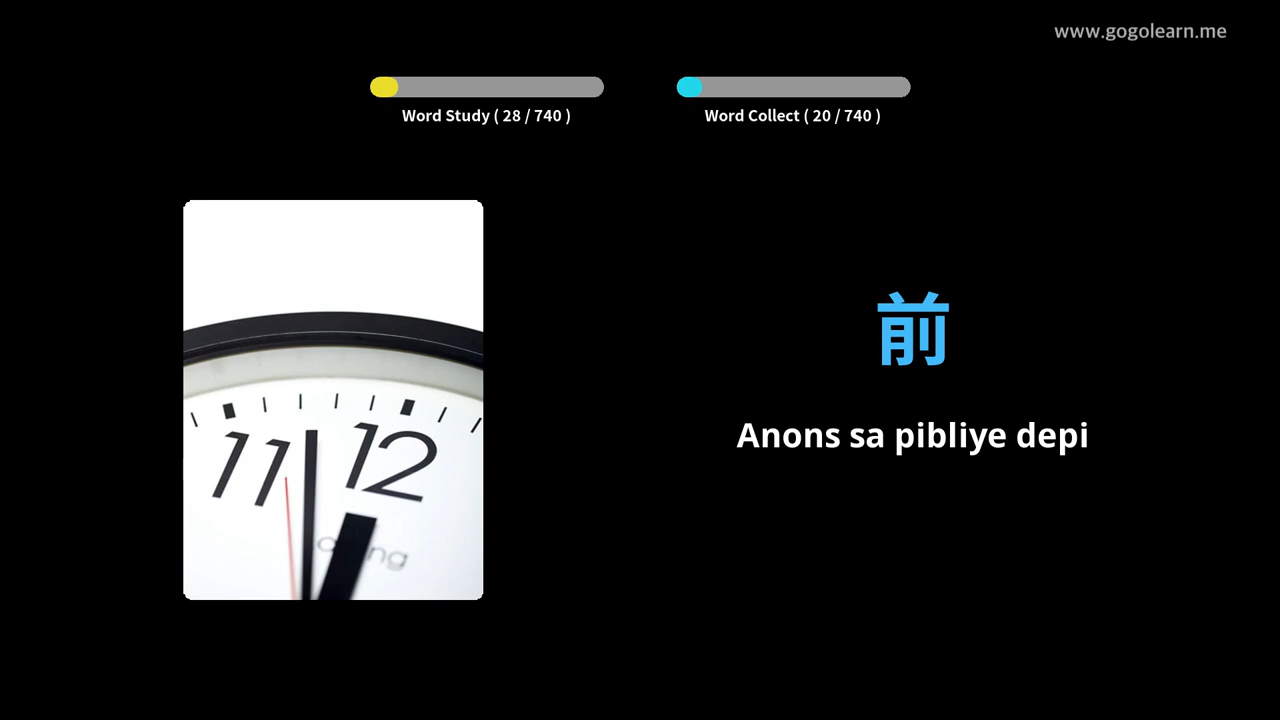 www.gogolearn.me
Word Study ( 28 / 740 )
Word Collect ( 20 / 740 )
前
Anons sa pibliye depi
11
12